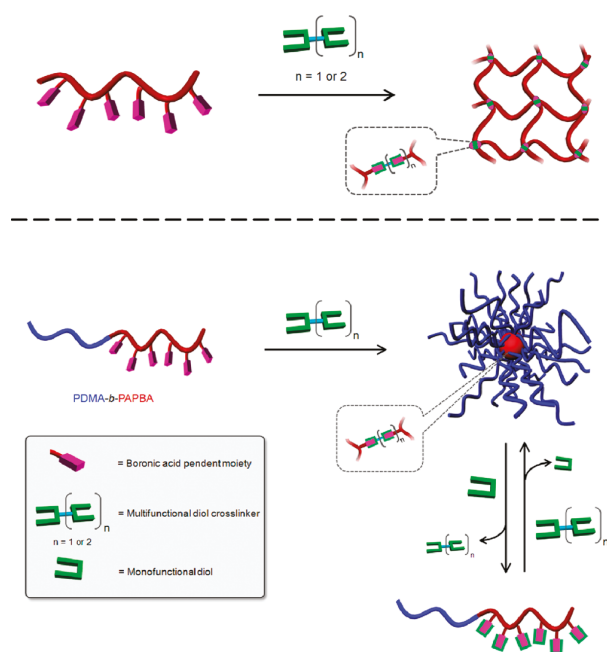 n
n = 1 or 2
n
n
PDMA-b-PAPBA
n
= Boronic acid pendent moiety
n
= Multifunctional diol crosslinker
n = 1 or 2
= Monofunctional diol
n
n